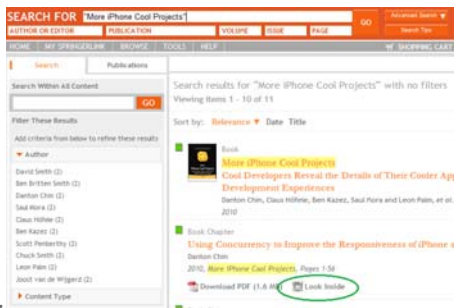 SEARCH FOR "More iPhone Cool Projects"
GO
Advanced Search
AUTHOR OR EDITOR PUBLICATION VOLUME ISSUE PAGE
Search Tips
HOME MY SPRINGERLINK BROWSE TOOLS HELP SHOPPING CART
Search Publications
Search Within All Content
GO
Filter These Results
Add criteria from below to refine these results
Author
David Smith (2)
Ben Britten Smith (2)
Danton Chin (2)
Saul Mora (2)
Claus Höfele (2)
Ben Kazez (2)
Scott Penberthy (2)
Chuck Smith (2)
Leon Palm (2)
Joost van de Wijgerd (2)
Content Type
Search results for "More iPhone Cool Projects" with no filters
Viewing items 1 - 10 of 11
Sort by: Relevance Date Title
Book
More iPhone Cool Projects
Cool Developers Reveal the Details of Their Cooler App
Development Experiences
Danton Chin, Claus Höfele, Ben Kazez, Saul Mora and Leon Palm, et al.
2010
Book Chapter
Using Concurrency to Improve the Responsiveness of iPhone a
Danton Chin
2010, More iPhone Cool Projects, Pages 1-56
Download PDF (1.6 MB) Look Inside